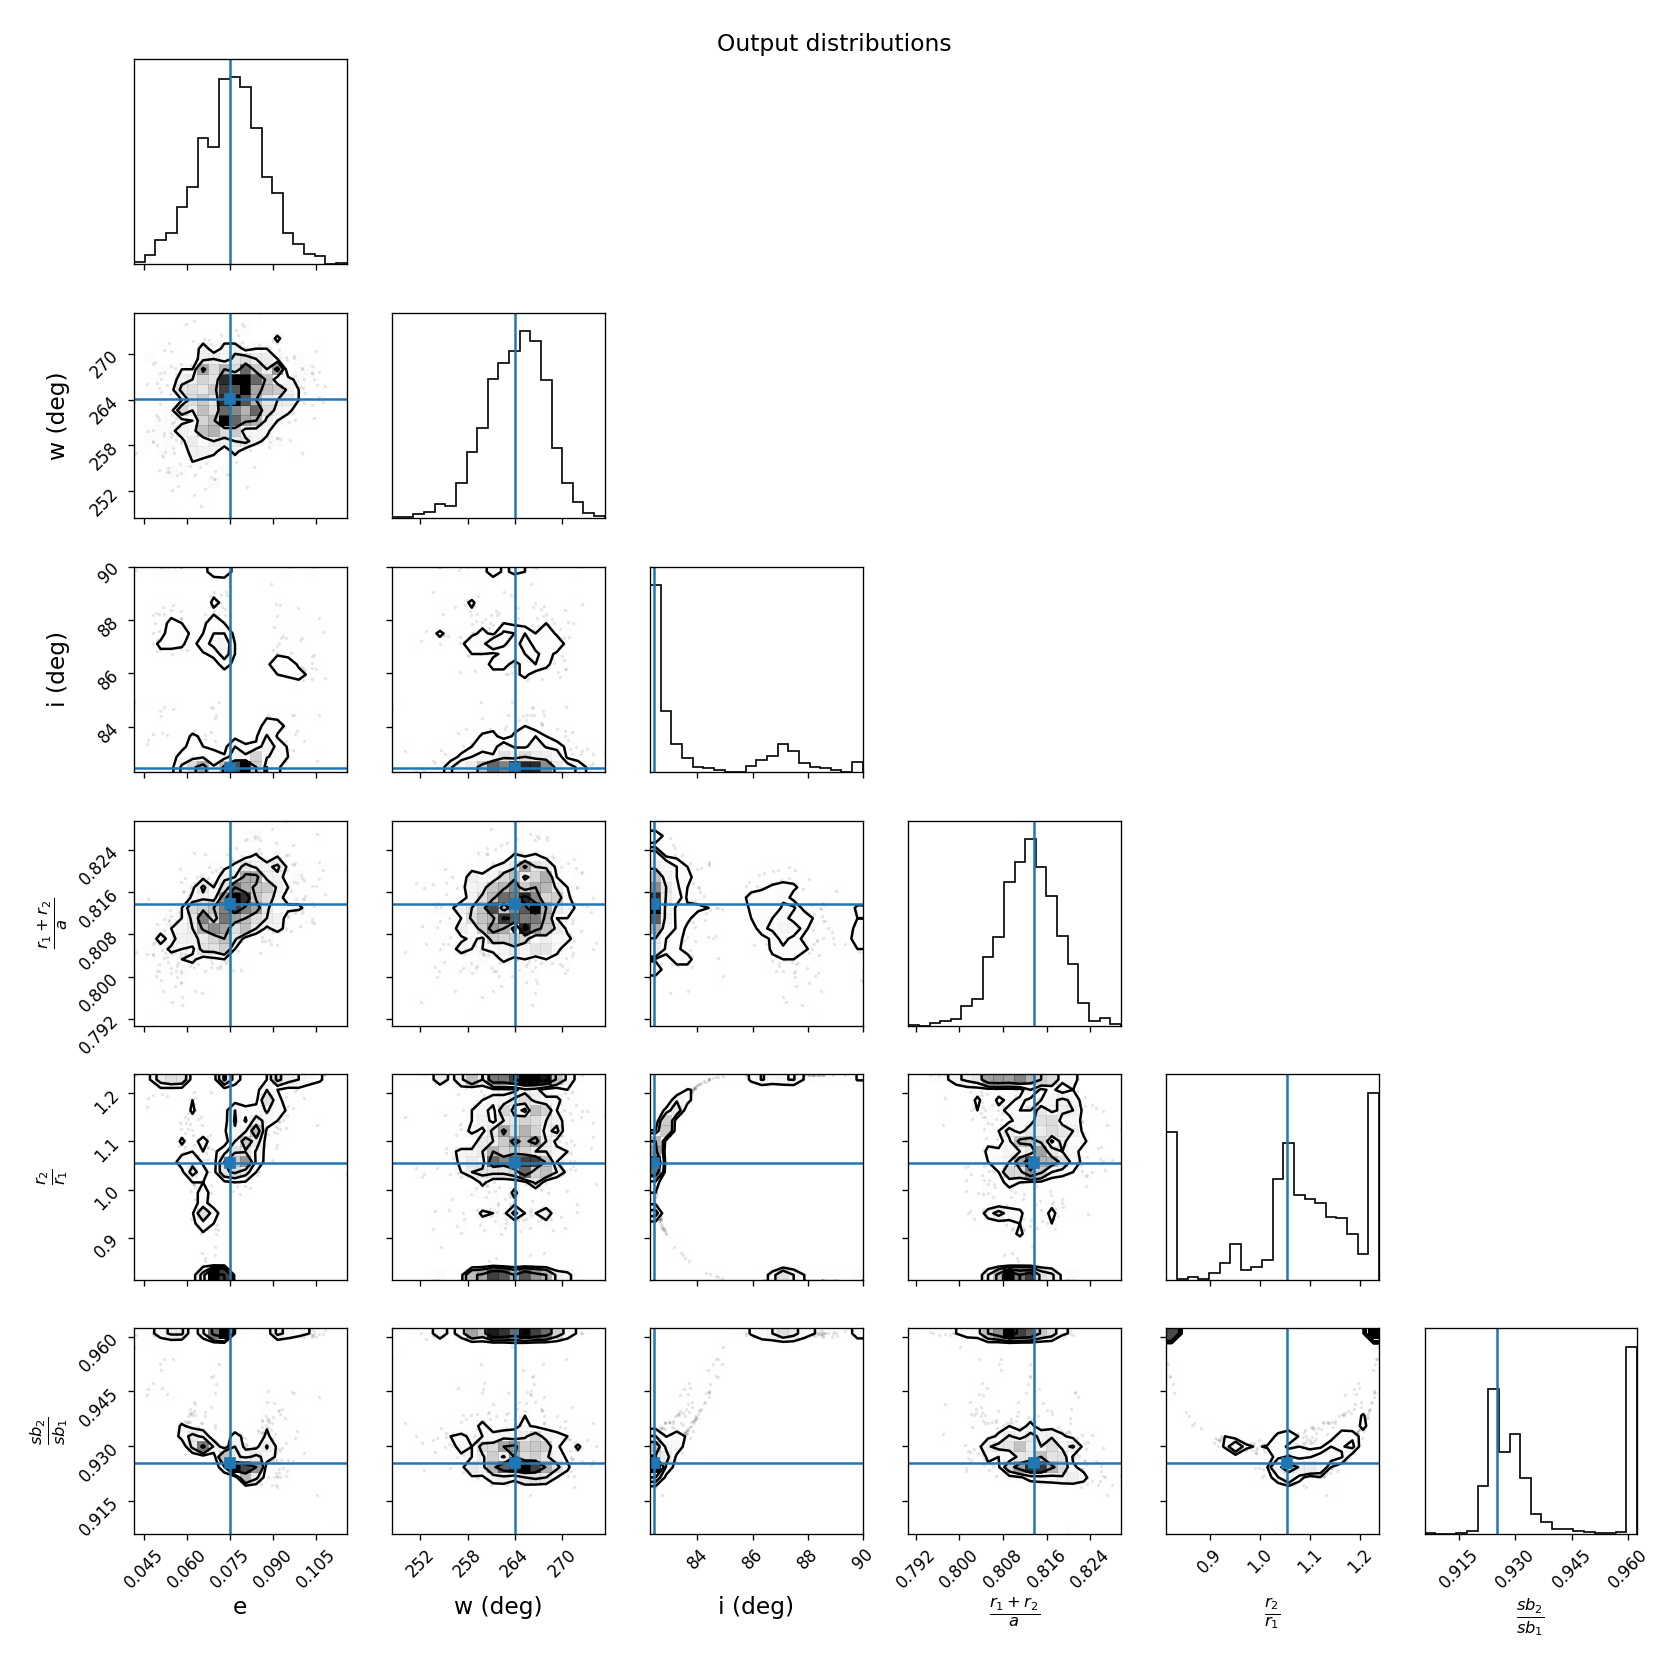 Output distributions
270
264
258
252
w (deg)
90
88
86
84
i (deg)
0.824
0.816
0.808
0.800
0.792
r₁ + r₂
a
1.2
1.1
1.0
0.9
r₂
r₁
0.960
0.945
0.930
0.915
sb₂
sb₁
0.045 0.060 0.075 0.090 0.105 252 258 264 270 84 86 88 90 0.792 0.800 0.808 0.816 0.824 0.9 1.0 1.1 1.2 0.915 0.930 0.945 0.960
e w (deg) i (deg)
r₁ + r₂
a
r₂
r₁
sb₂
sb₁